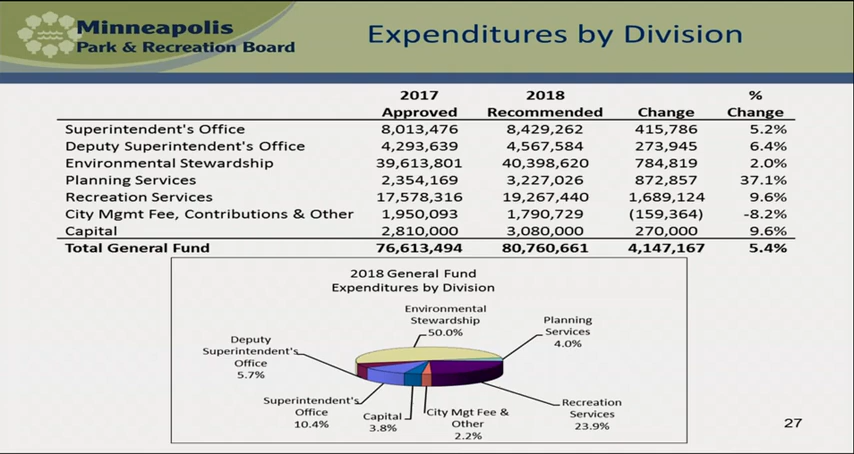 Minneapolis
Park & Recreation Board
Expenditures by Division
2017 2018 %
Approved Recommended Change Change
Superintendent's Office 8,013,476 8,429,262 415,786 5.2%
Deputy Superintendent's Office 4,293,639 4,567,584 273,945 6.4%
Environmental Stewardship 39,613,801 40,398,620 784,819 2.0%
Planning Services 2,354,169 3,227,026 872,857 37.1%
Recreation Services 17,578,316 19,267,440 1,689,124 9.6%
City Mgmt Fee, Contributions & Other 1,950,093 1,790,729 (159,364) -8.2%
Capital 2,810,000 3,080,000 270,000 9.6%
Total General Fund 76,613,494 80,760,661 4,147,167 5.4%
2018 General Fund
Expenditures by Division
Environmental
Stewardship
50.0%
Planning
Services
4.0%
Deputy
Superintendent's
Office
5.7%
Superintendent's
Office
10.4%
Capital
3.8%
City Mgt Fee &
Other
2.2%
Recreation
Services
23.9%
27